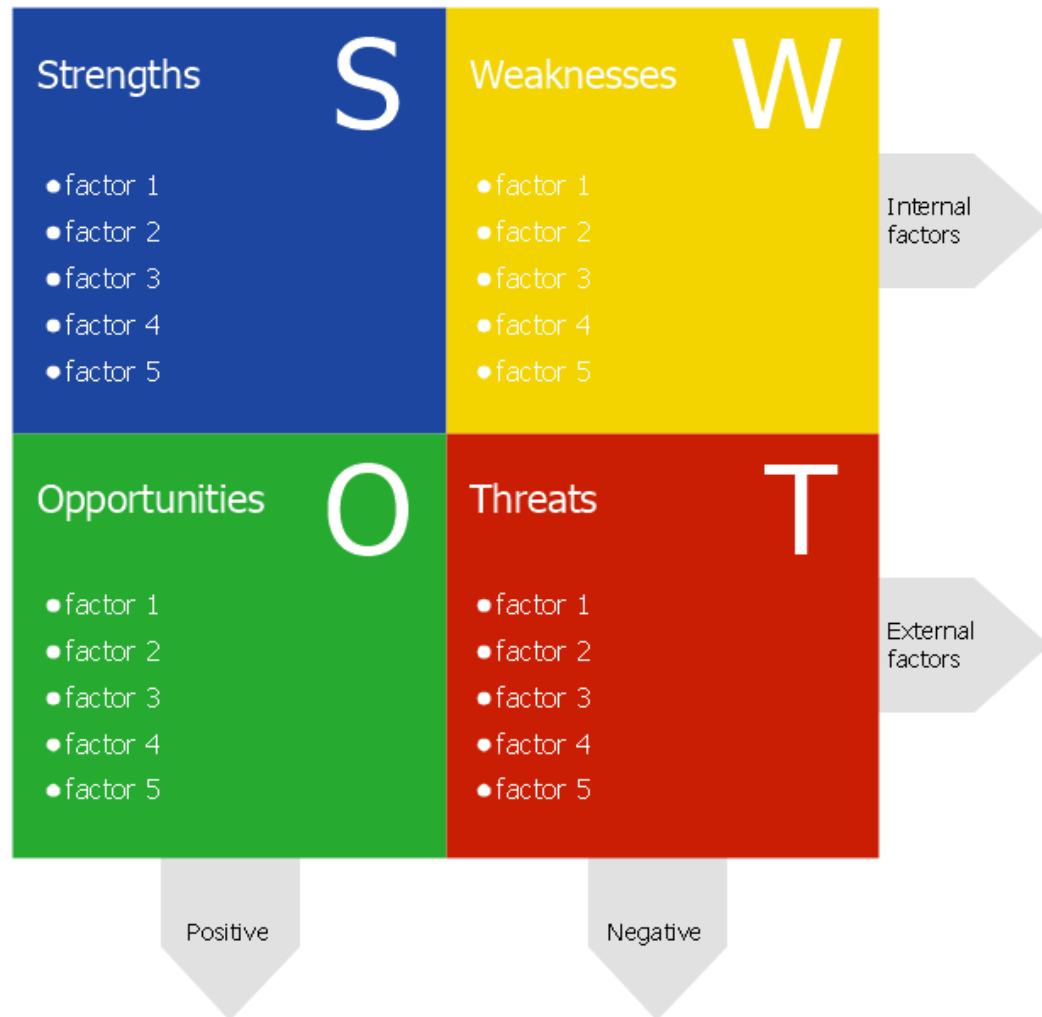 Strengths S
factor 1
factor 2
factor 3
factor 4
factor 5
Weaknesses W
factor 1
factor 2
factor 3
factor 4
factor 5
Internal
factors
Opportunities O
factor 1
factor 2
factor 3
factor 4
factor 5
Threats T
factor 1
factor 2
factor 3
factor 4
factor 5
External
factors
Positive
Negative